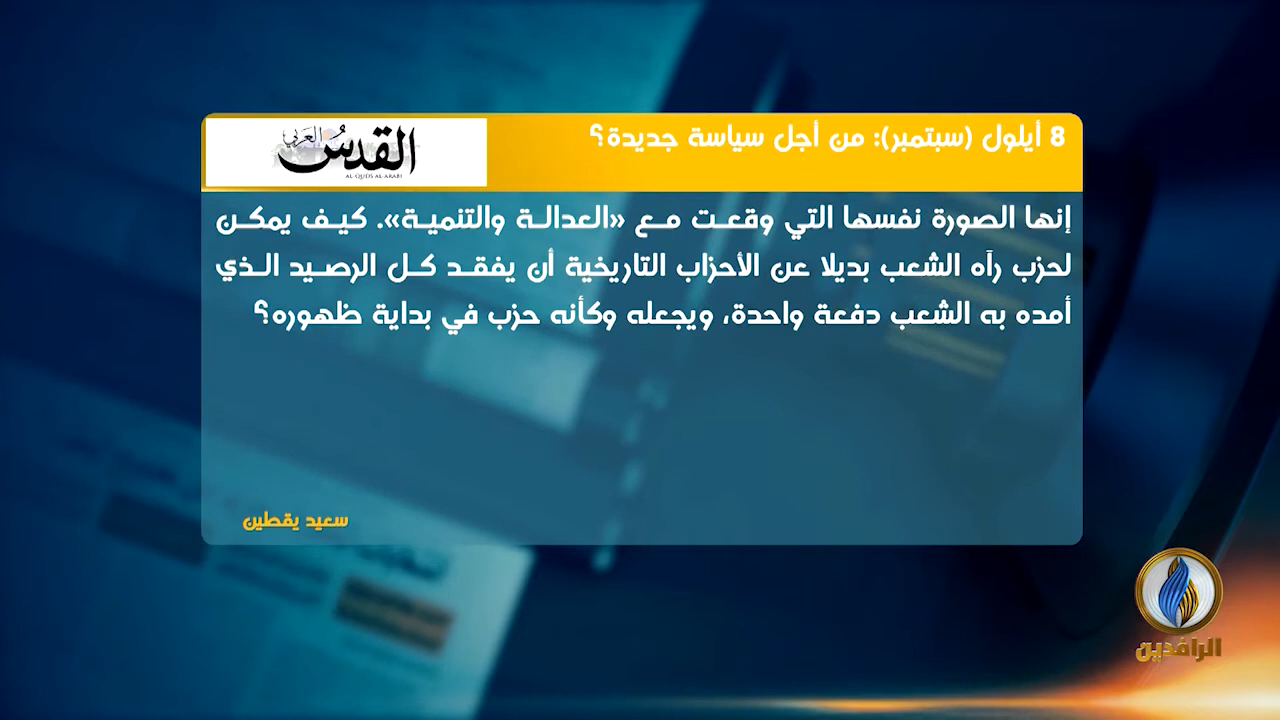 8 أيلول (سبتمبر): من أجل سياسة جديدة؟
القدس العربي
AL-QUDS AL-ARABI
إنها الصورة نفسها التي وقعت مع «العدالة والتنمية». كيف يمكن
لحزب رآه الشعب بديلا عن الأحزاب التاريخية أن يفقد كل الرصيد الذي
أمده به الشعب دفعة واحدة، ويجعله وكأنه حزب في بداية ظهوره؟
سعيد يقطين
الرافدين